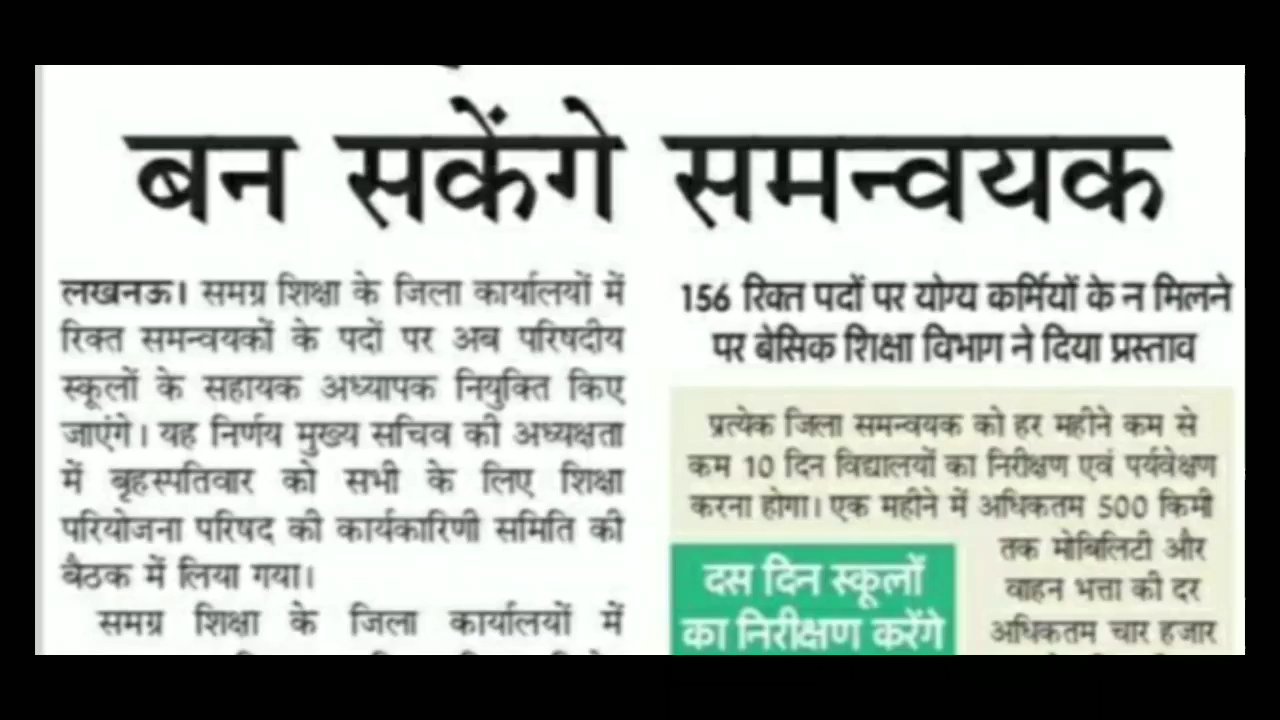 बन सकेंगे समन्वयक
लखनऊ। समग्र शिक्षा के जिला कार्यालयों में
रिक्त समन्वयकों के पदों पर अब परिषदीय
स्कूलों के सहायक अध्यापक नियुक्ति किए
जाएंगे। यह निर्णय मुख्य सचिव की अध्यक्षता
में बृहस्पतिवार को सभी के लिए शिक्षा
परियोजना परिषद की कार्यकारिणी समिति की
बैठक में लिया गया।
समग्र शिक्षा के जिला कार्यालयों में
156 रिक्त पदों पर योग्य कर्मियों के न मिलने
पर बेसिक शिक्षा विभाग ने दिया प्रस्ताव
प्रत्येक जिला समन्वयक को हर महीने कम से
कम 10 दिन विद्यालयों का निरीक्षण एवं पर्यवेक्षण
करना होगा। एक महीने में अधिकतम 500 किमी
तक मोबिलिटी और
वाहन भत्ता की दर
अधिकतम चार हजार
दस दिन स्कूलों
का निरीक्षण करेंगे